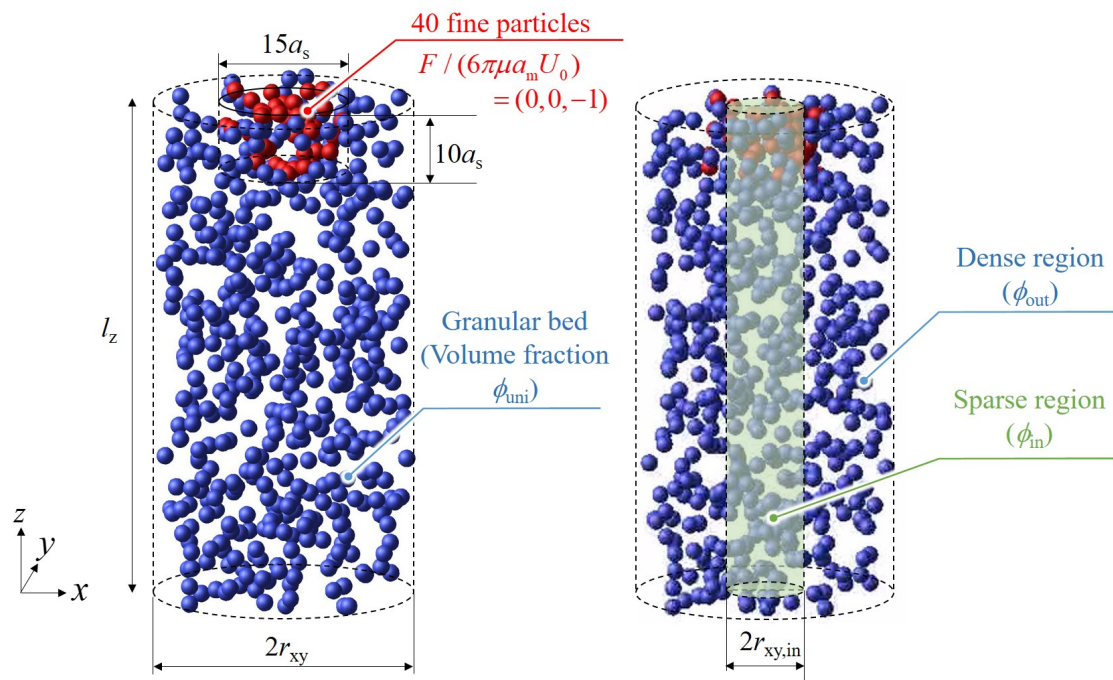 40 fine particles
F / (6πμa_m U_0)
= (0, 0, −1)
15a_s
10a_s
l_z
Granular bed
(Volume fraction
ϕ_uni)
z
y
x
2r_xy
Dense region
(ϕ_out)
Sparse region
(ϕ_in)
2r_xy,in